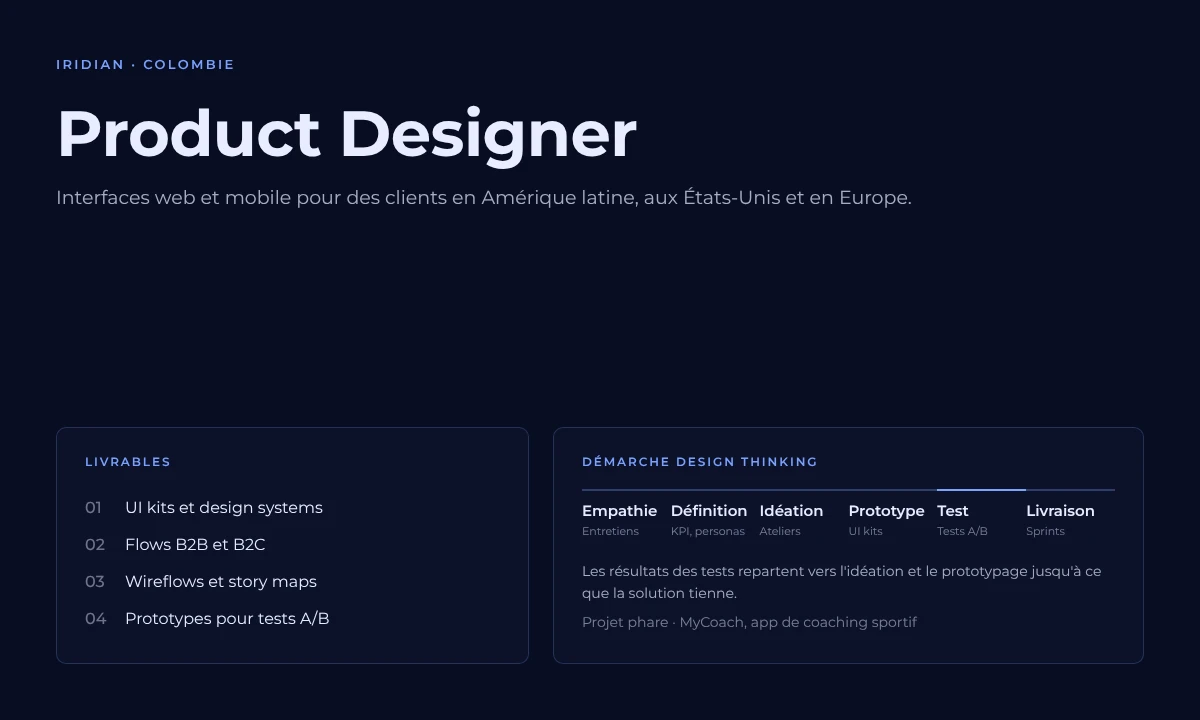 IRIDIAN · COLOMBIE
Product Designer
Interfaces web et mobile pour des clients en Amérique latine, aux États-Unis et en Europe.
LIVRABLES
01 UI kits et design systems
02 Flows B2B et B2C
03 Wireflows et story maps
04 Prototypes pour tests A/B
DÉMARCHE DESIGN THINKING
Empathie Définition Idéation Prototype Test Livraison
Entretiens KPI, personas Ateliers UI kits Tests A/B Sprints
Les résultats des tests repartent vers l'idéation et le prototypage jusqu'à ce
que la solution tienne.
Projet phare · MyCoach, app de coaching sportif